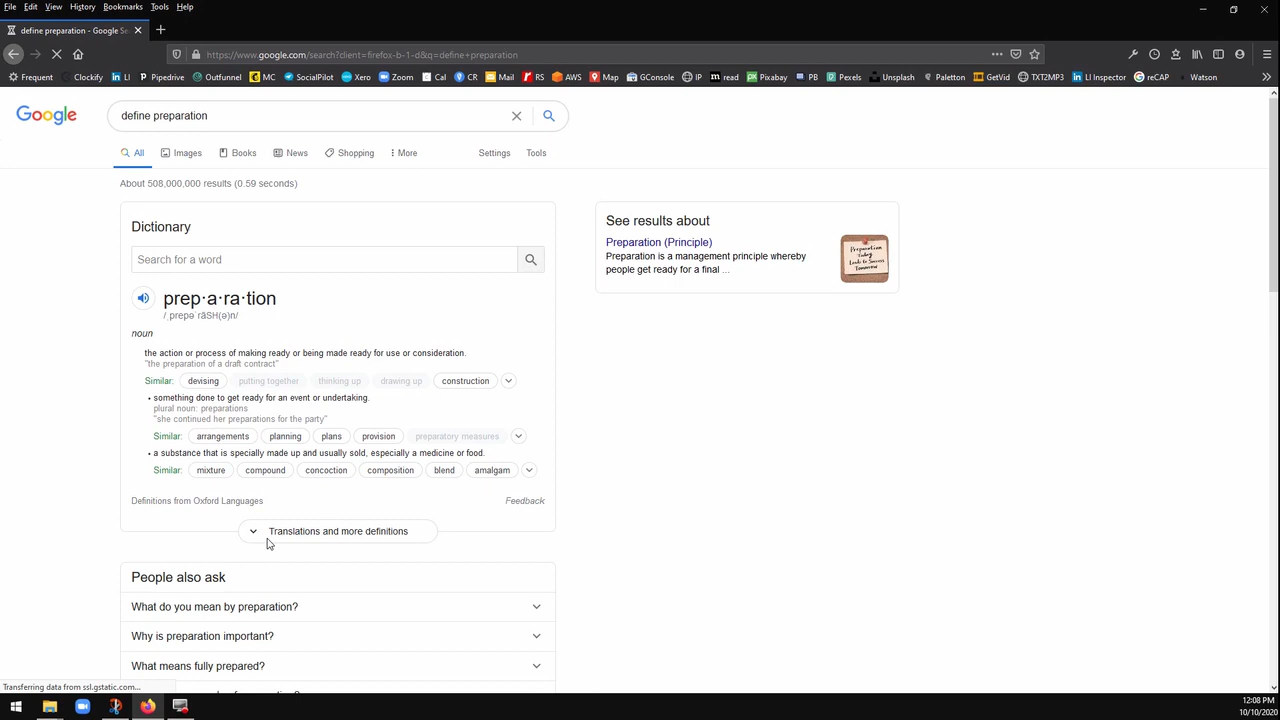 File Edit View History Bookmarks Tools Help
define preparation - Google Se
https://www.google.com/search?client=firefox-b-1-d&q=define+preparation
Frequent Clockify LI Pipedrive Outfunnel MC SocialPilot Xero Zoom Cal CR Mail RS AWS Map GConsole IP read Pixabay PB Pexels Unsplash Paletton GetVid TXT2MP3 LI Inspector reCAP Watson
Google
define preparation
All Images Books News Shopping More Settings Tools
About 508,000,000 results (0.59 seconds)
Dictionary
Search for a word
prep·a·ra·tion
/ˌprepəˈrāSH(ə)n/
noun
the action or process of making ready or being made ready for use or consideration.
"the preparation of a draft contract"
Similar: devising putting together thinking up drawing up construction
• something done to get ready for an event or undertaking.
plural noun: preparations
"she continued her preparations for the party"
Similar: arrangements planning plans provision preparatory measures
• a substance that is specially made up and usually sold, especially a medicine or food.
Similar: mixture compound concoction composition blend amalgam
Definitions from Oxford Languages Feedback
Translations and more definitions
People also ask
What do you mean by preparation?
Why is preparation important?
What means fully prepared?
See results about
Preparation (Principle)
Preparation is a management principle whereby
people get ready for a final ...
Preparation
Today
Leads to Success
Tomorrow
Transferring data from ssl.gstatic.com...
12:08 PM
10/10/2020